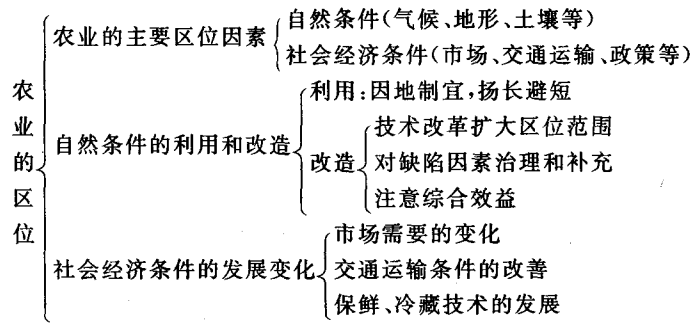 农业的区位
农业的主要区位因素
自然条件(气候、地形、土壤等)
社会经济条件(市场、交通运输、政策等)
自然条件的利用和改造
利用:因地制宜,扬长避短
改造
技术改革扩大区位范围
对缺陷因素治理和补充
注意综合效益
社会经济条件的发展变化
市场需要的变化
交通运输条件的改善
保鲜、冷藏技术的发展